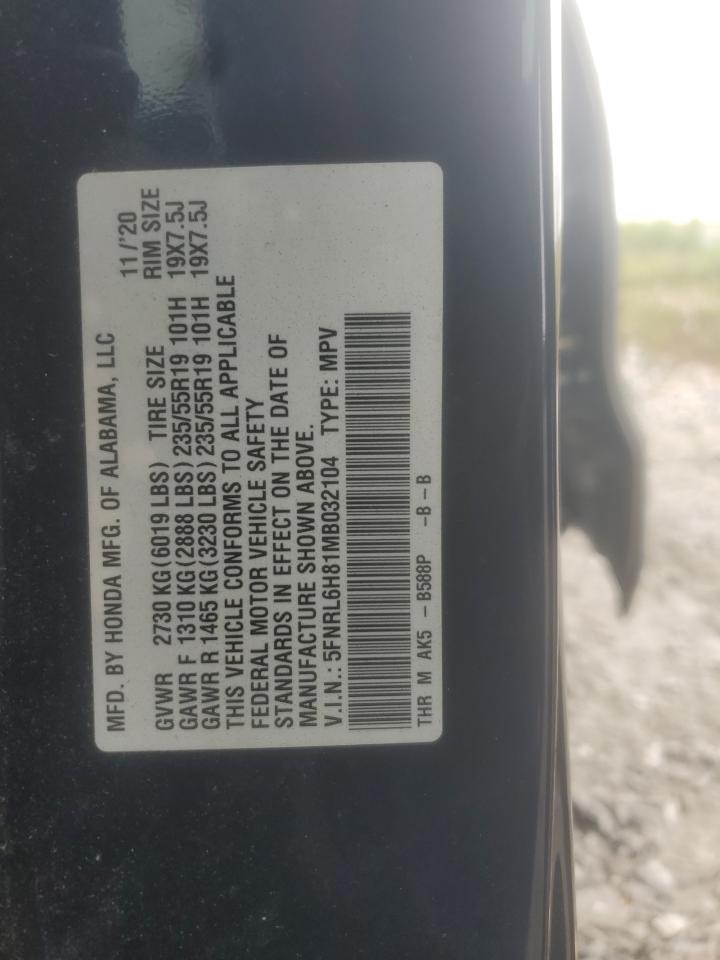 MFD. BY HONDA MFG. OF ALABAMA, LLC 11/'20
GVWR 2730 KG(6019 LBS) TIRE SIZE RIM SIZE
GAWR F 1310 KG(2888 LBS)235/55R19 101H 19X7.5J
GAWR R 1465 KG(3230 LBS)235/55R19 101H 19X7.5J
THIS VEHICLE CONFORMS TO ALL APPLICABLE
FEDERAL MOTOR VEHICLE SAFETY
STANDARDS IN EFFECT ON THE DATE OF
MANUFACTURE SHOWN ABOVE.
V.I.N.: 5FNRL6H81MB032104 TYPE: MPV
THR M AK5 - B588P -B-B